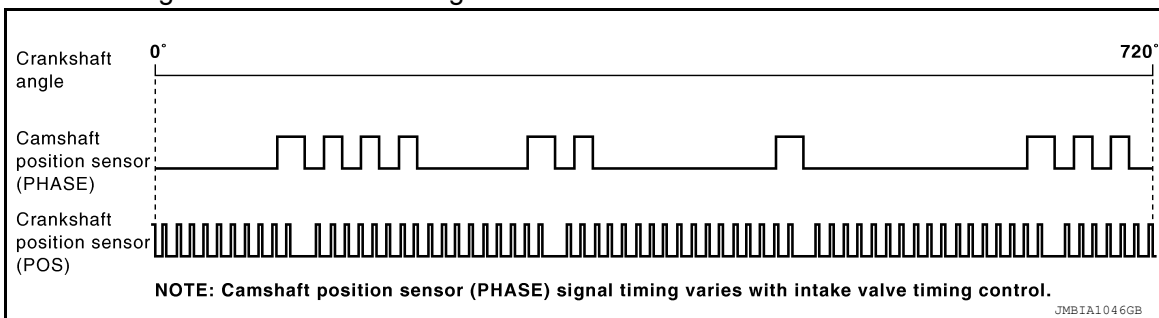 Crankshaft
angle
0°
720°
Camshaft
position sensor
(PHASE)
Crankshaft
position sensor
(POS)
NOTE: Camshaft position sensor (PHASE) signal timing varies with intake valve timing control.
JMBIA1046GB